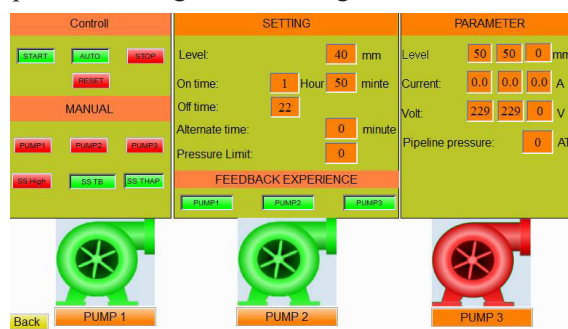 Controll
START AUTO STOP
RESET
MANUAL
PUMP1 PUMP2 PUMP3
SS High SS TB SS THAP
SETTING
Level: 40 mm
On time: 1 Hour 50 minte
Off time: 22
Alternate time: 0 minute
Pressure Limit: 0
FEEDBACK EXPERIENCE
PUMP1 PUMP2 PUMP3
PARAMETER
Level 50 50 0 mm
Current: 0.0 0.0 0.0 A
Volt: 229 229 0 V
Pipeline pressure: 0 AT
Back PUMP 1 PUMP 2 PUMP 3